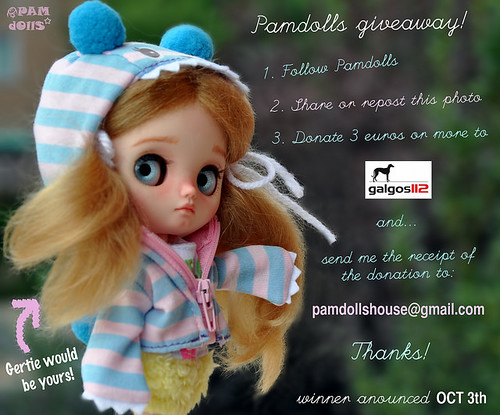 PAM
dOllS
Pamdolls giveaway!
1. Follow Pamdolls
2. Share or repost this photo
3. Donate 3 euros or more to
galgos112
and...
send me the receipt of
the donation to:
pamdollshouse@gmail.com
Gertie would
be yours!
Thanks!
winner anounced OCT 3th